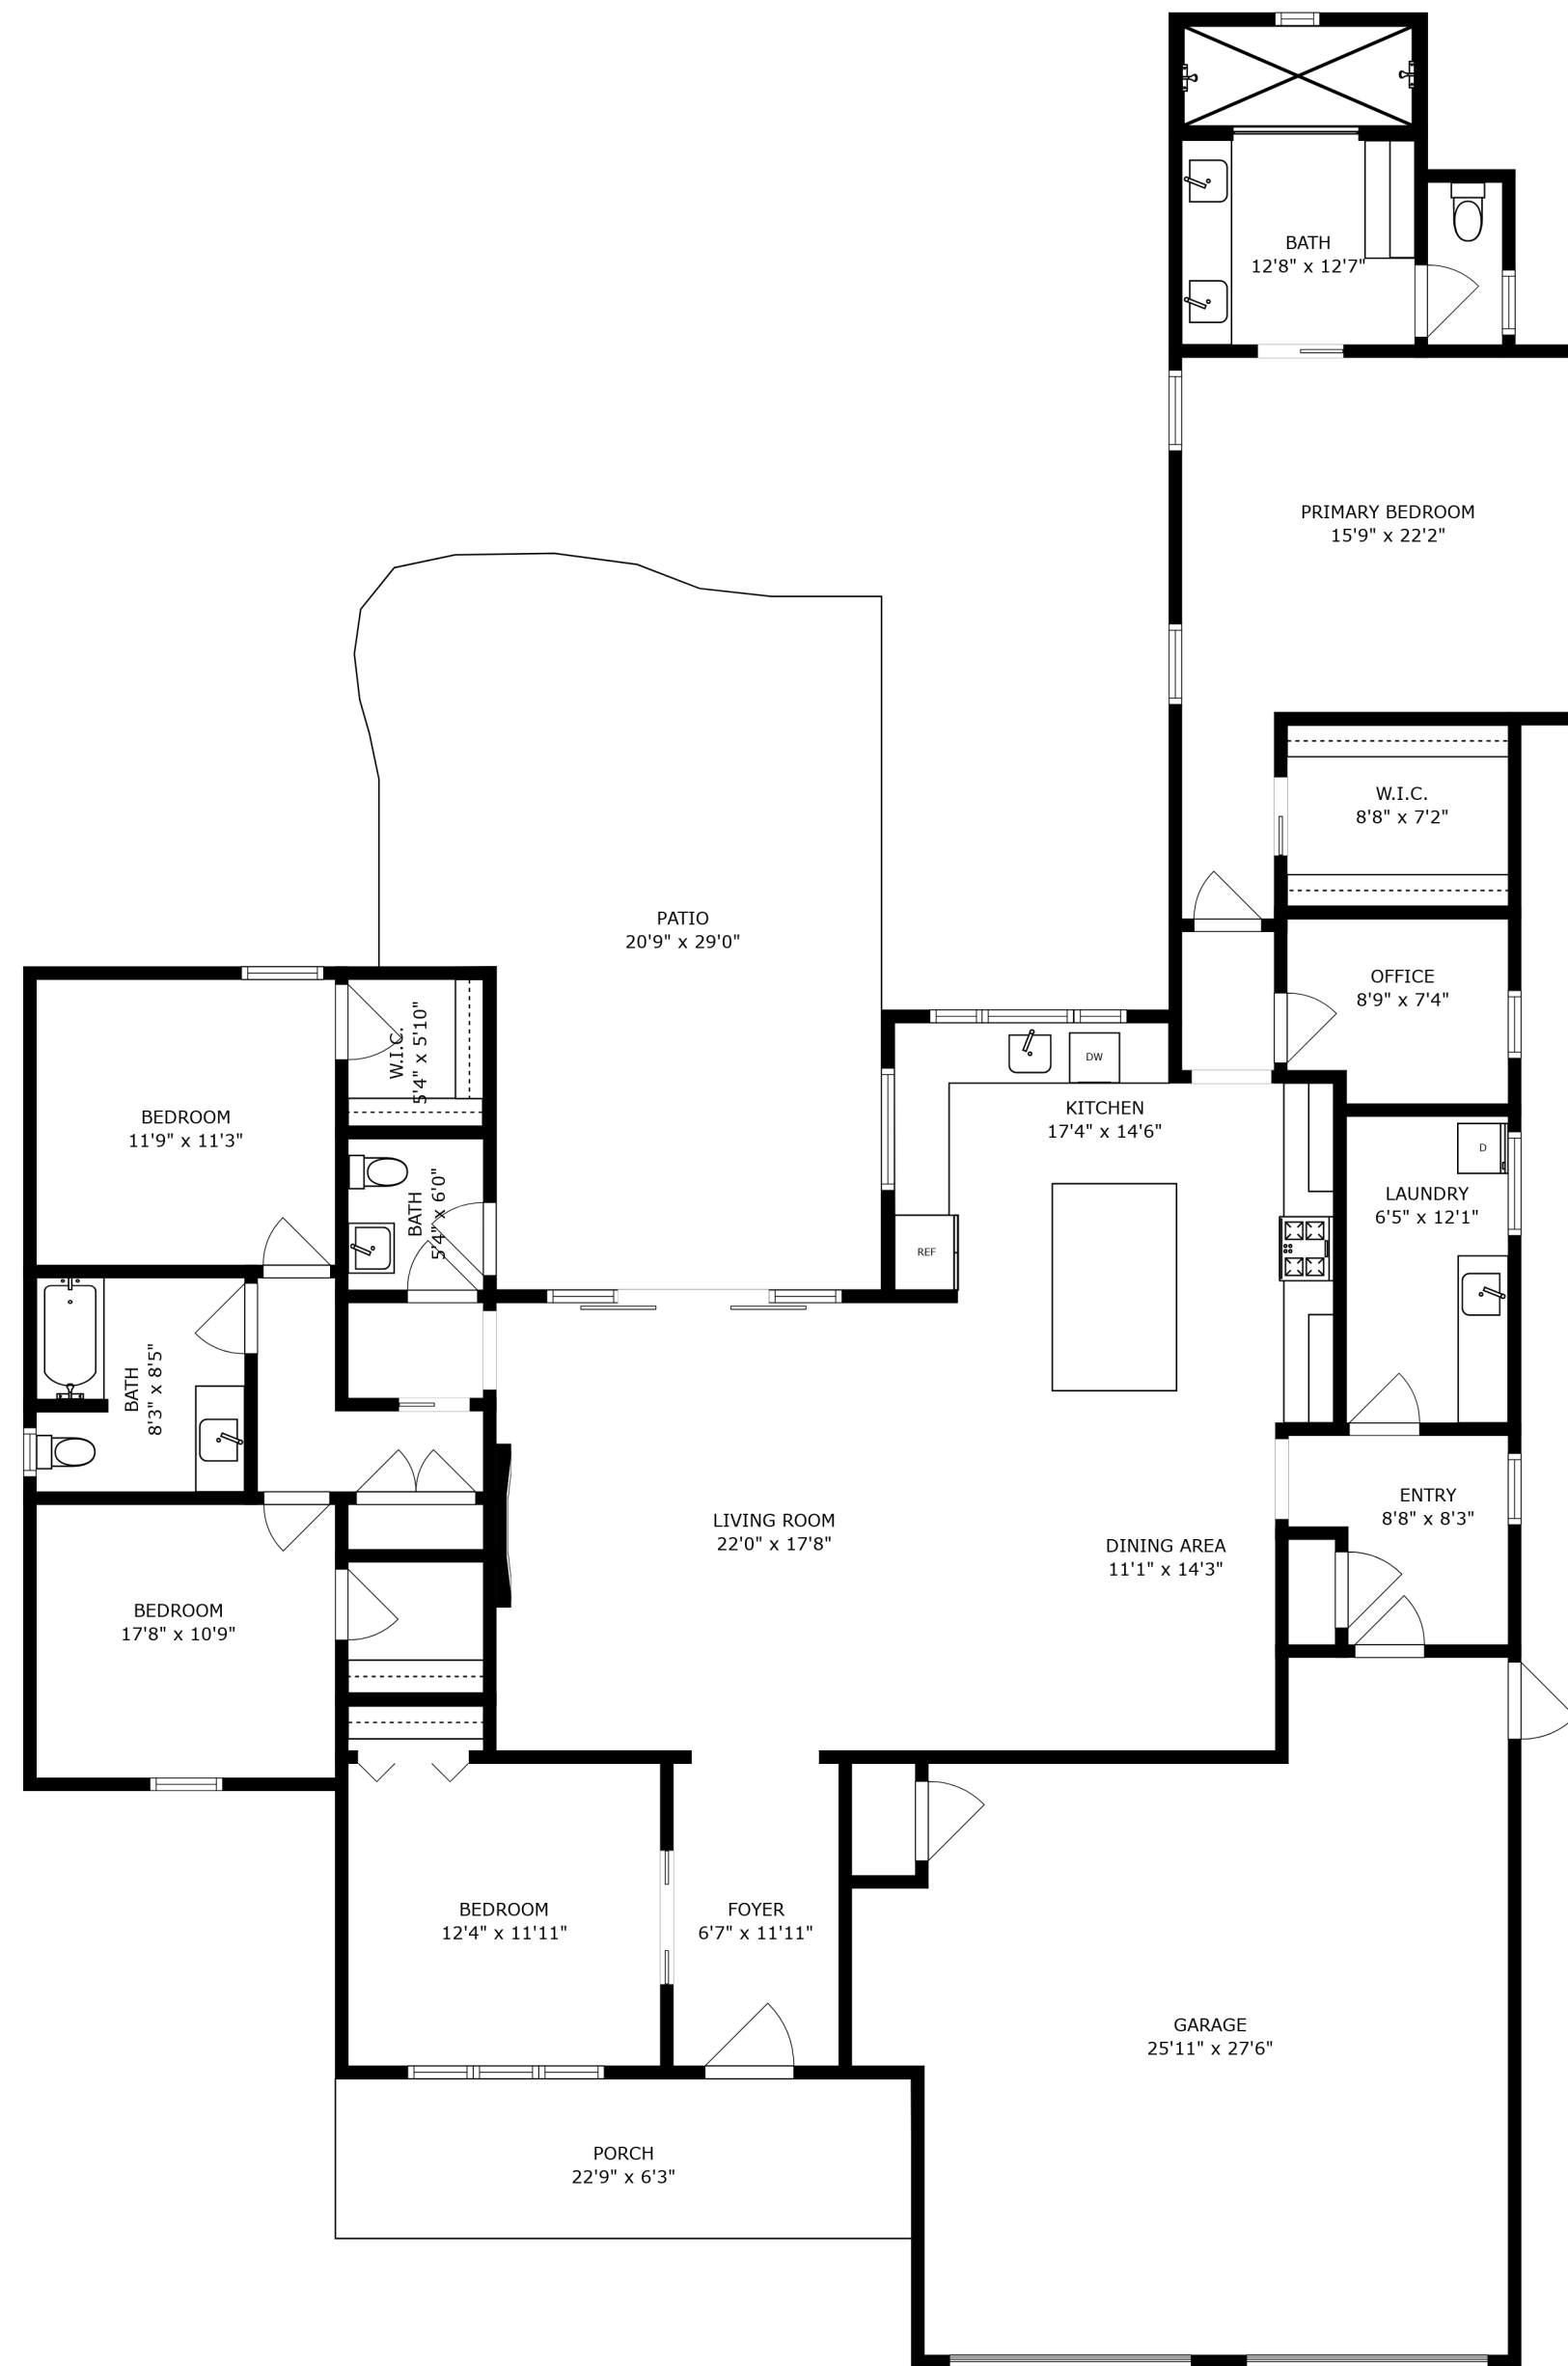 BATH
12'8" x 12'7"
PRIMARY BEDROOM
15'9" x 22'2"
W.I.C.
8'8" x 7'2"
PATIO
20'9" x 29'0"
OFFICE
8'9" x 7'4"
W.I.C.
5'4" x 5'10"
BEDROOM
11'9" x 11'3"
DW
KITCHEN
17'4" x 14'6"
D
LAUNDRY
6'5" x 12'1"
BATH
5'4" x 6'0"
REF
BATH
8'3" x 8'5"
ENTRY
8'8" x 8'3"
LIVING ROOM
22'0" x 17'8"
DINING AREA
11'1" x 14'3"
BEDROOM
17'8" x 10'9"
BEDROOM
12'4" x 11'11"
FOYER
6'7" x 11'11"
GARAGE
25'11" x 27'6"
PORCH
22'9" x 6'3"